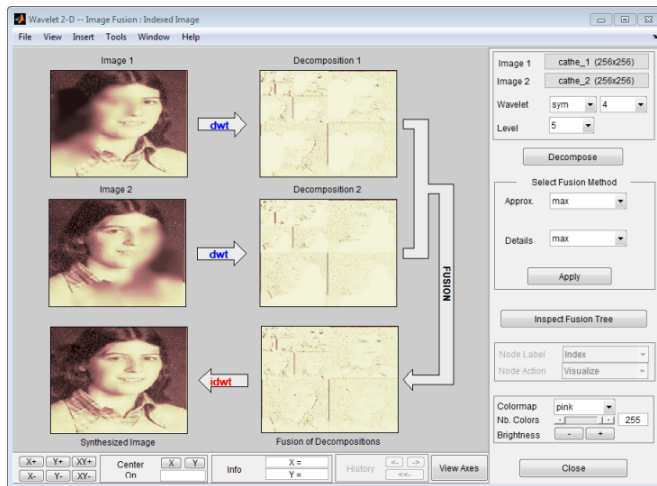 Wavelet 2-D -- Image Fusion : Indexed Image
File View Insert Tools Window Help
Image 1
Decomposition 1
dwt
Image 2
Decomposition 2
dwt
FUSION
idwt
Synthesized Image
Fusion of Decompositions
Image 1 cathe_1 (256x256)
Image 2 cathe_2 (256x256)
Wavelet sym 4
Level 5
Decompose
Select Fusion Method
Approx. max
Details max
Apply
Inspect Fusion Tree
Node Label Index
Node Action Visualize
Colormap pink
Nb. Colors 255
Brightness - +
X+ Y+ XY+
X- Y- XY-
Center On X Y
Info X =
Y =
History <- ->
<<-
View Axes
Close